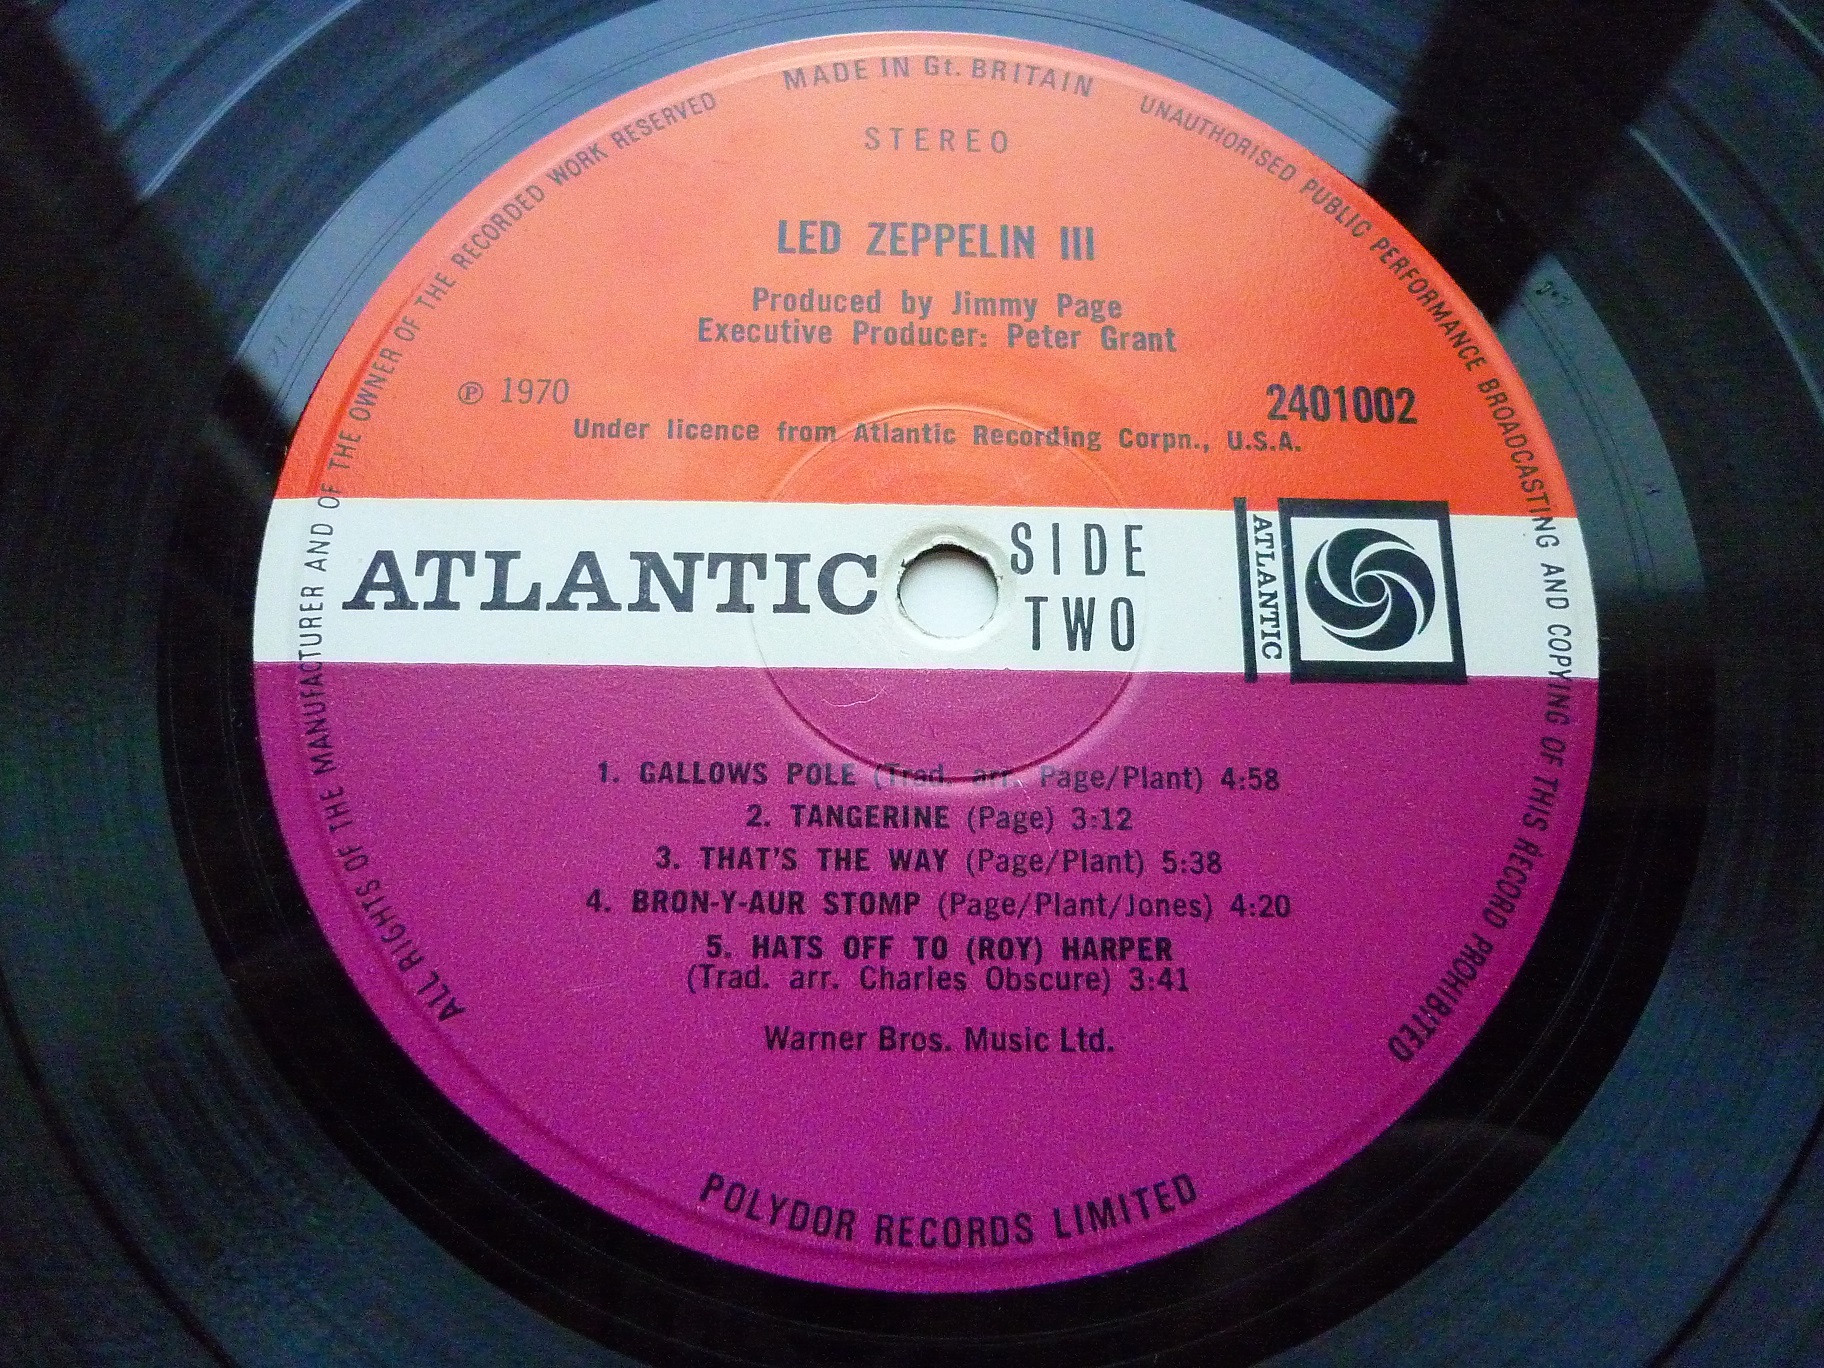 MADE IN Gt. BRITAIN
ALL RIGHTS OF THE MANUFACTURER AND OF THE OWNER OF THE RECORDED WORK RESERVED
UNAUTHORISED PUBLIC PERFORMANCE BROADCASTING AND COPYING OF THIS RECORD PROHIBITED
STEREO
LED ZEPPELIN III
Produced by Jimmy Page
Executive Producer: Peter Grant
℗ 1970
2401002
Under licence from Atlantic Recording Corpn., U.S.A.
ATLANTIC
SIDE
TWO
ATLANTIC
1. GALLOWS POLE (Trad. arr. Page/Plant) 4:58
2. TANGERINE (Page) 3:12
3. THAT'S THE WAY (Page/Plant) 5:38
4. BRON-Y-AUR STOMP (Page/Plant/Jones) 4:20
5. HATS OFF TO (ROY) HARPER
(Trad. arr. Charles Obscure) 3:41
Warner Bros. Music Ltd.
POLYDOR RECORDS LIMITED